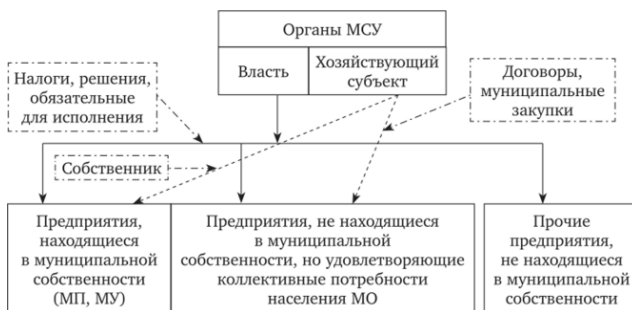 Органы МСУ
Власть
Хозяйствующий
субъект
Налоги, решения,
обязательные
для исполнения
Договоры,
муниципальные
закупки
Собственник
Предприятия,
находящиеся
в муниципальной
собственности
(МП, МУ)
Предприятия, не находящиеся
в муниципальной
собственности, но удовлетворяющие
коллективные потребности
населения МО
Прочие
предприятия,
не находящиеся
в муниципальной
собственности